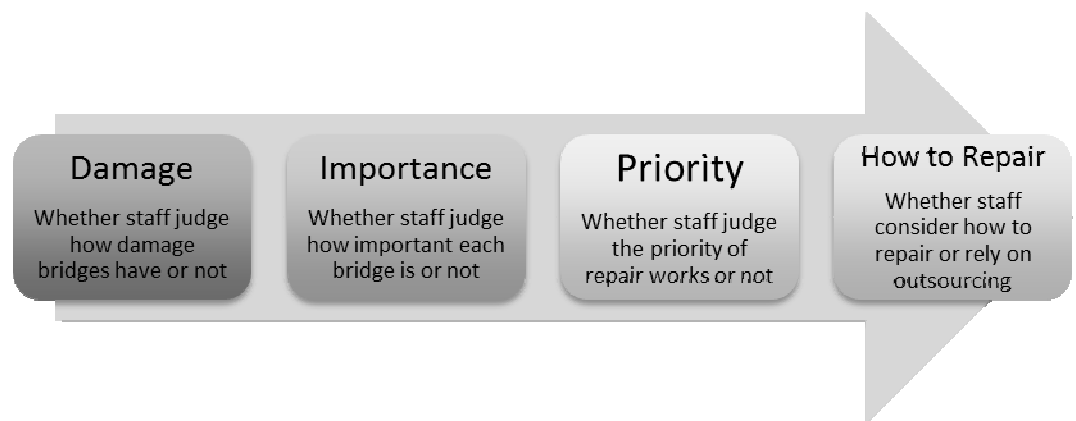 Damage
Whether staff judge
how damage
bridges have or not
Importance
Whether staff judge
how important each
bridge is or not
Priority
Whether staff judge
the priority of
repair works or not
How to Repair
Whether staff
consider how to
repair or rely on
outsourcing